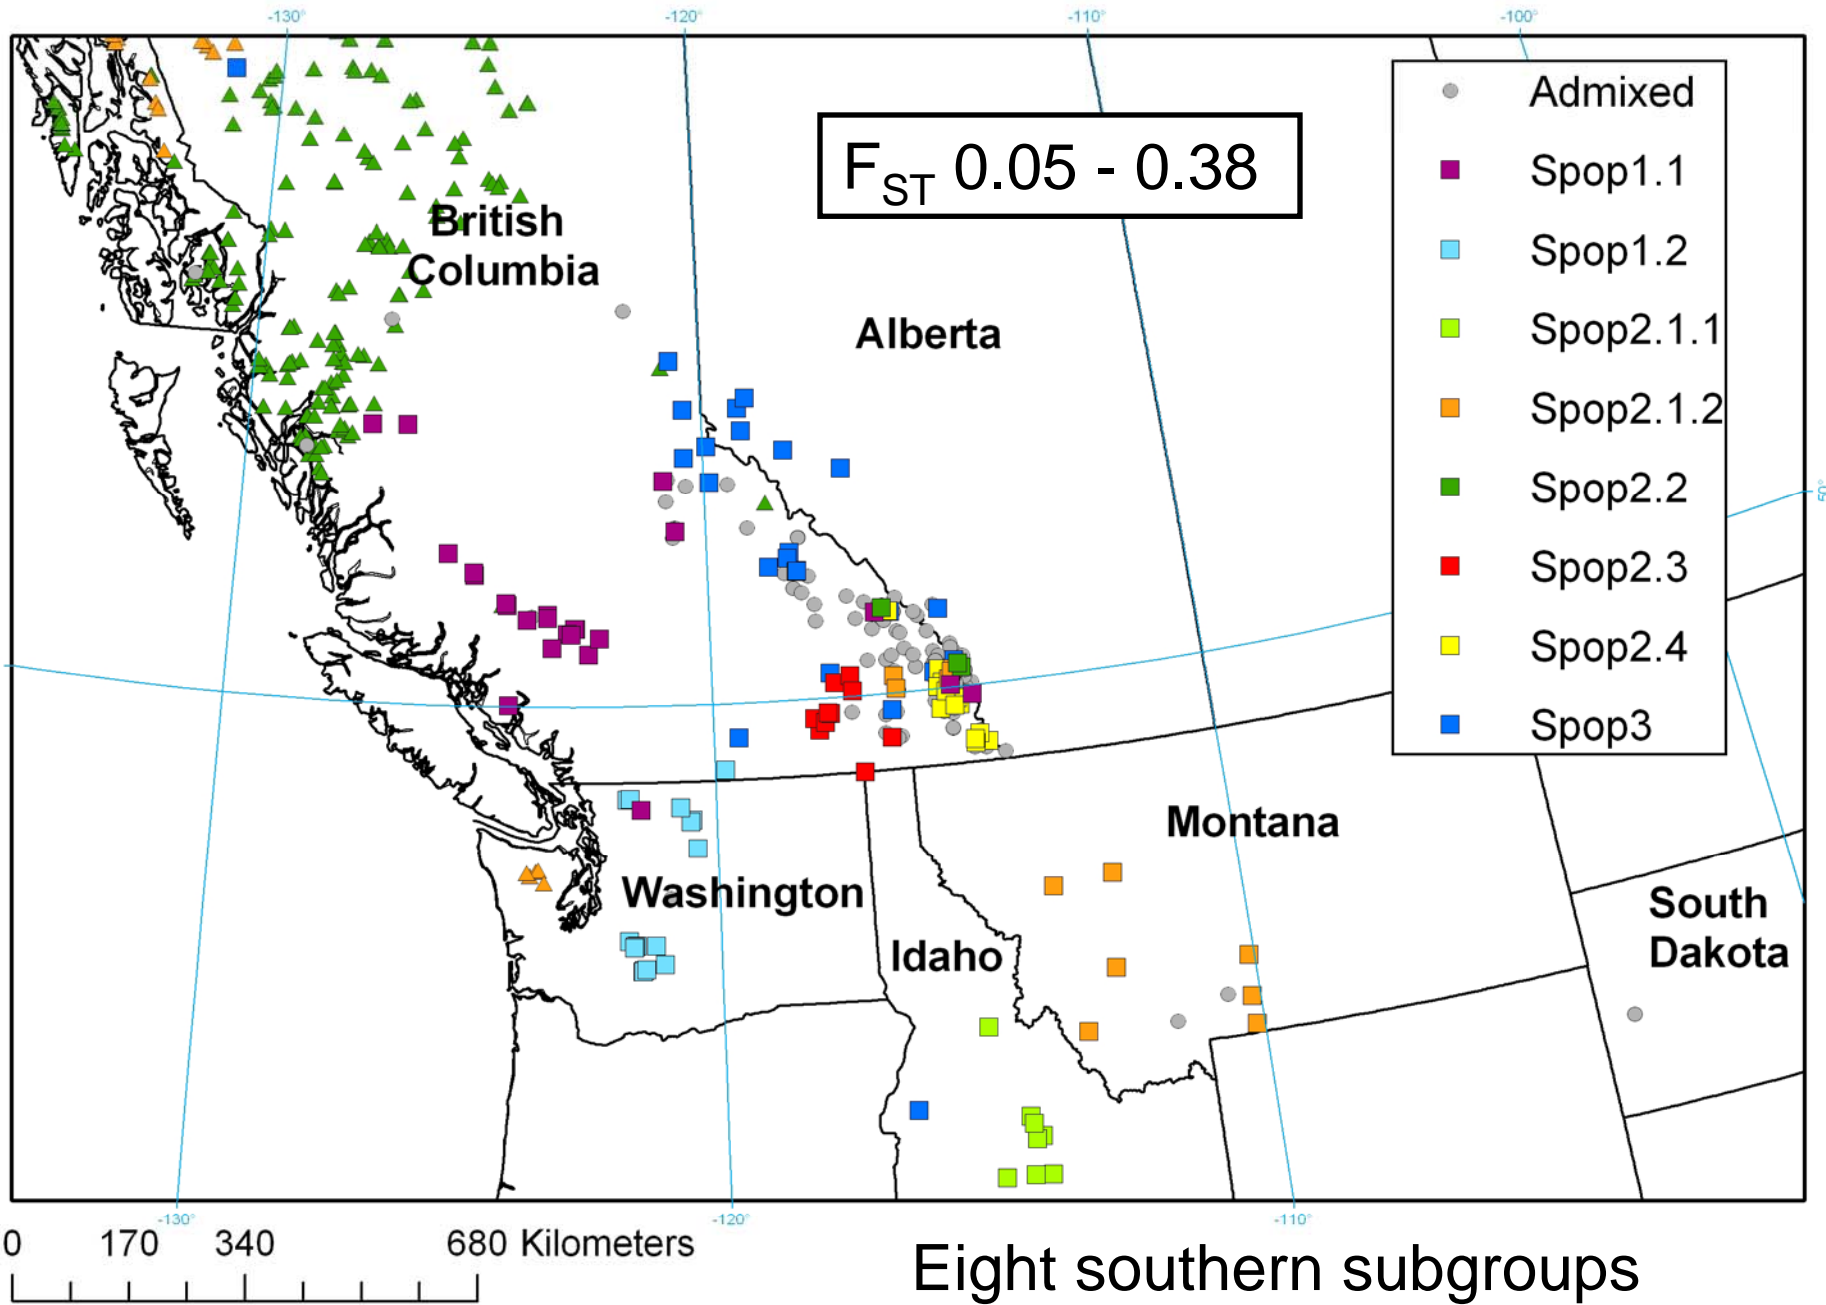 -130°
-120°
-110°
-100°
Admixed
F_ST 0.05 - 0.38
Spop1.1
British
Columbia
Spop1.2
Alberta
Spop2.1.1
Spop2.1.2
Spop2.2
50°
Spop2.3
Spop2.4
Spop3
Montana
Washington
South
Dakota
Idaho
-130°
-120°
-110°
0 170 340 680 Kilometers
Eight southern subgroups